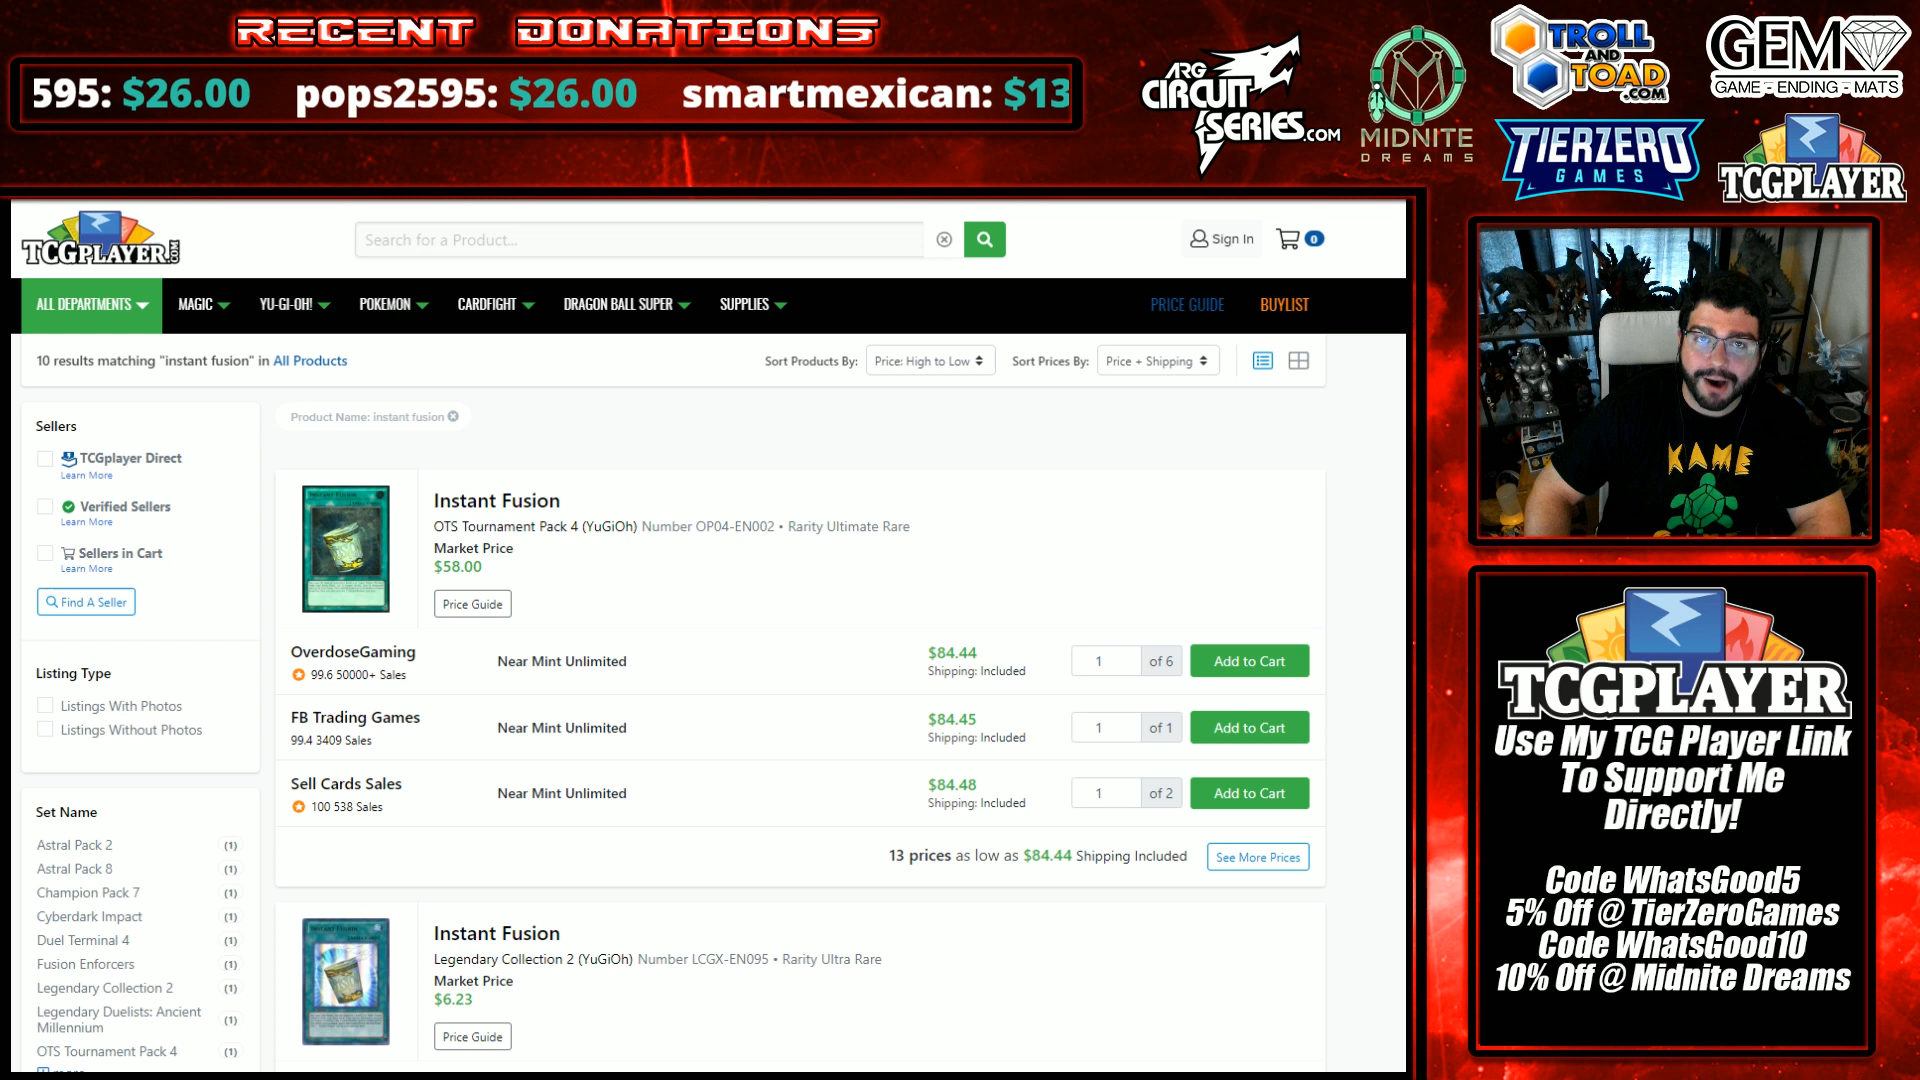 RECENT DONATIONS
595: $26.00 pops2595: $26.00 smartmexican: $13
ARG
CIRCUIT
SERIES.COM
MIDNITE
DREAMS
TROLL
AND
TOAD
.COM
GEM
GAME - ENDING - MATS
TIERZERO
GAMES
TCGPLAYER
TCGPLAYER.COM
Search for a Product...
Sign In
0
ALL DEPARTMENTS
MAGIC
YU-GI-OH!
POKEMON
CARDFIGHT
DRAGON BALL SUPER
SUPPLIES
PRICE GUIDE
BUYLIST
10 results matching "instant fusion" in All Products
Sort Products By: Price: High to Low
Sort Prices By: Price + Shipping
Product Name: instant fusion
Sellers
TCGplayer Direct
Learn More
Verified Sellers
Learn More
Sellers in Cart
Learn More
Find A Seller
Listing Type
Listings With Photos
Listings Without Photos
Set Name
Astral Pack 2 (1)
Astral Pack 8 (1)
Champion Pack 7 (1)
Cyberdark Impact (1)
Duel Terminal 4 (1)
Fusion Enforcers (1)
Legendary Collection 2 (1)
Legendary Duelists: Ancient
Millennium (1)
OTS Tournament Pack 4 (1)
INSTANT FUSION
Instant Fusion
OTS Tournament Pack 4 (YuGiOh) Number OP04-EN002 • Rarity Ultimate Rare
Market Price
$58.00
Price Guide
OverdoseGaming
99.6 50000+ Sales
Near Mint Unlimited
$84.44
Shipping: Included
1 of 6
Add to Cart
FB Trading Games
99.4 3409 Sales
Near Mint Unlimited
$84.45
Shipping: Included
1 of 1
Add to Cart
Sell Cards Sales
100 538 Sales
Near Mint Unlimited
$84.48
Shipping: Included
1 of 2
Add to Cart
13 prices as low as $84.44 Shipping Included
See More Prices
INSTANT FUSION
Instant Fusion
Legendary Collection 2 (YuGiOh) Number LCGX-EN095 • Rarity Ultra Rare
Market Price
$6.23
Price Guide
KAME
TCGPLAYER
Use My TCG Player Link
To Support Me
Directly!
Code WhatsGood5
5% Off @ TierZeroGames
Code WhatsGood10
10% Off @ Midnite Dreams